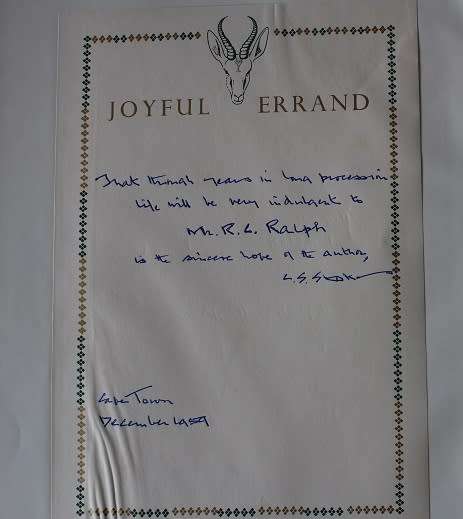 JOYFUL ERRAND
That through years in long procession
life will be very indulgent to
Mr. R. L. Ralph
is the sincere hope of the author,
Cape Town
December 1959